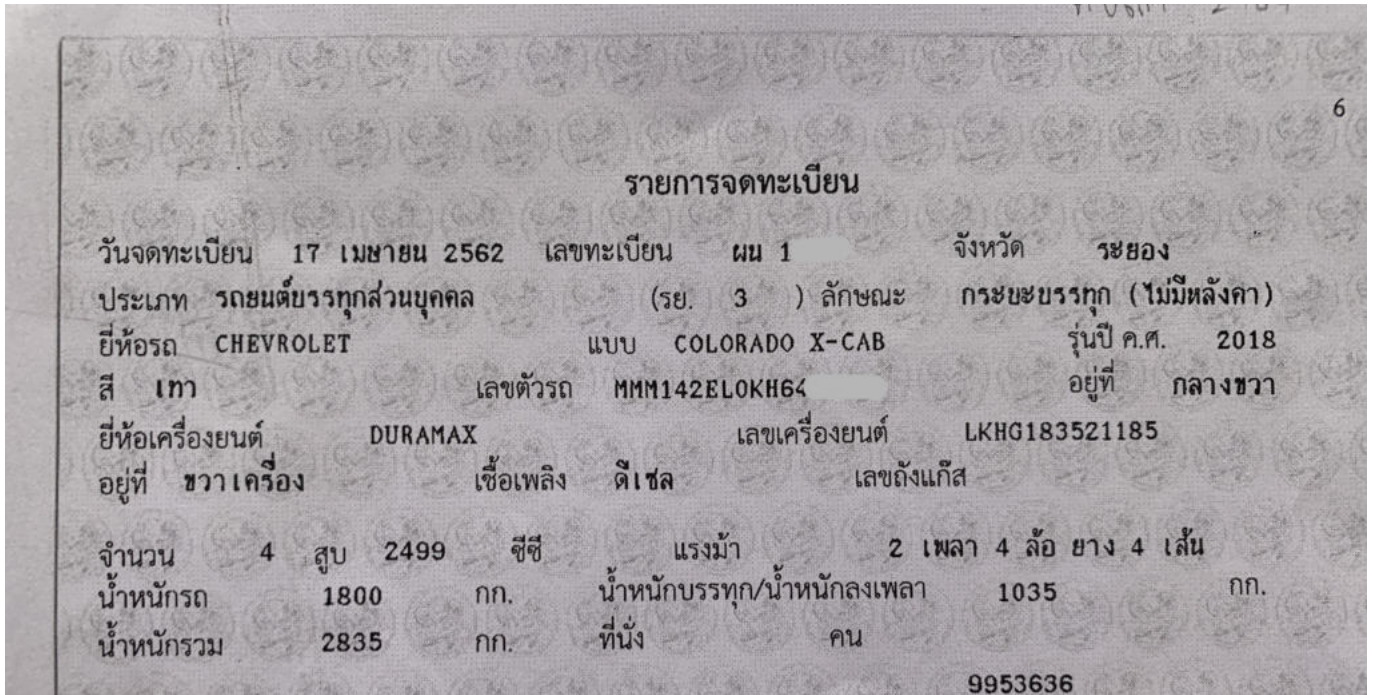 6
รายการจดทะเบียน
วันจดทะเบียน 17 เมษายน 2562 เลขทะเบียน ผน 1 จังหวัด ระยอง
ประเภท รถยนต์บรรทุกส่วนบุคคล (รย. 3 ) ลักษณะ กระบะบรรทุก (ไม่มีหลังคา)
ยี่ห้อรถ CHEVROLET แบบ COLORADO X-CAB รุ่นปี ค.ศ. 2018
สี เทา เลขตัวรถ MMM142EL0KH64 อยู่ที่ กลางขวา
ยี่ห้อเครื่องยนต์ DURAMAX เลขเครื่องยนต์ LKHG183521185
อยู่ที่ ขวาเครื่อง เชื้อเพลิง ดีเซล เลขถังแก๊ส
จำนวน 4 สูบ 2499 ซีซี แรงม้า 2 เพลา 4 ล้อ ยาง 4 เส้น
น้ำหนักรถ 1800 กก. น้ำหนักบรรทุก/น้ำหนักลงเพลา 1035 กก.
น้ำหนักรวม 2835 กก. ที่นั่ง คน
9953636